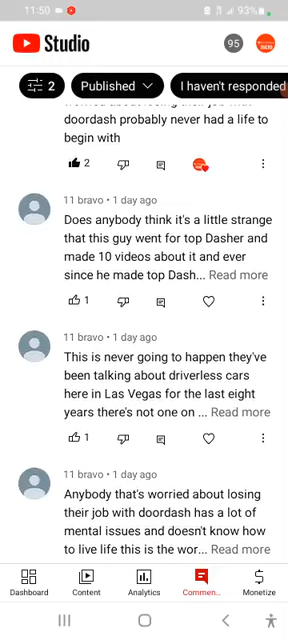 11:50
93%
Studio
95
2
Published
I haven't responded
doordash probably never had a life to
begin with
2
11 bravo • 1 day ago
Does anybody think it's a little strange
that this guy went for top Dasher and
made 10 videos about it and ever
since he made top Dash... Read more
1
11 bravo • 1 day ago
This is never going to happen they've
been talking about driverless cars
here in Las Vegas for the last eight
years there's not one on ... Read more
1
11 bravo • 1 day ago
Anybody that's worried about losing
their job with doordash has a lot of
mental issues and doesn't know how
to live life this is the wor... Read more
Dashboard
Content
Analytics
Commen...
Monetize